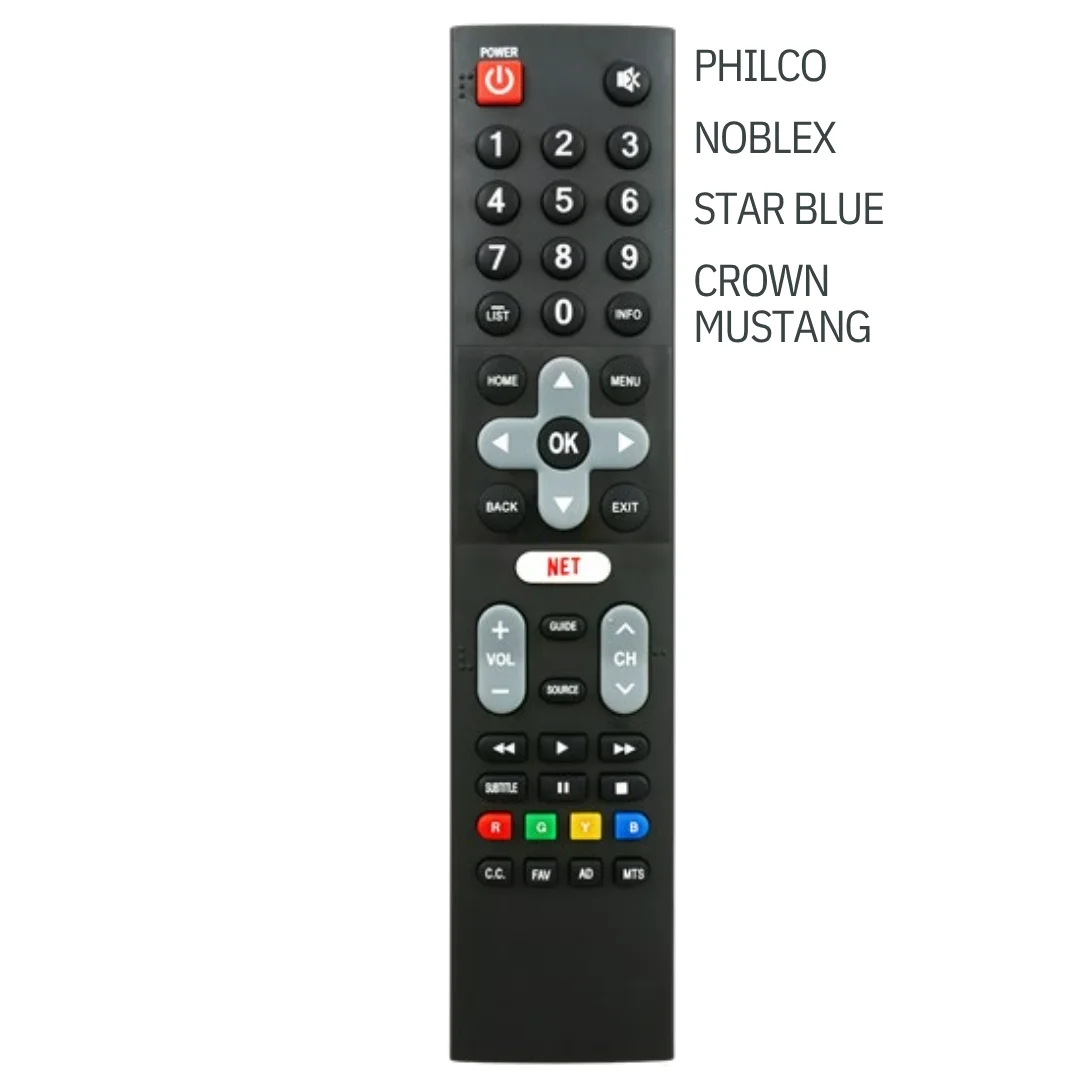 POWER
PHILCO
1 2 3
NOBLEX
4 5 6
STAR BLUE
7 8 9
CROWN
LIST 0 INFO
MUSTANG
HOME MENU
OK
BACK EXIT
NET
GUIDE
VOL CH
SOURCE
SUBTITLE
R G Y B
C.C. FAV AD MTS